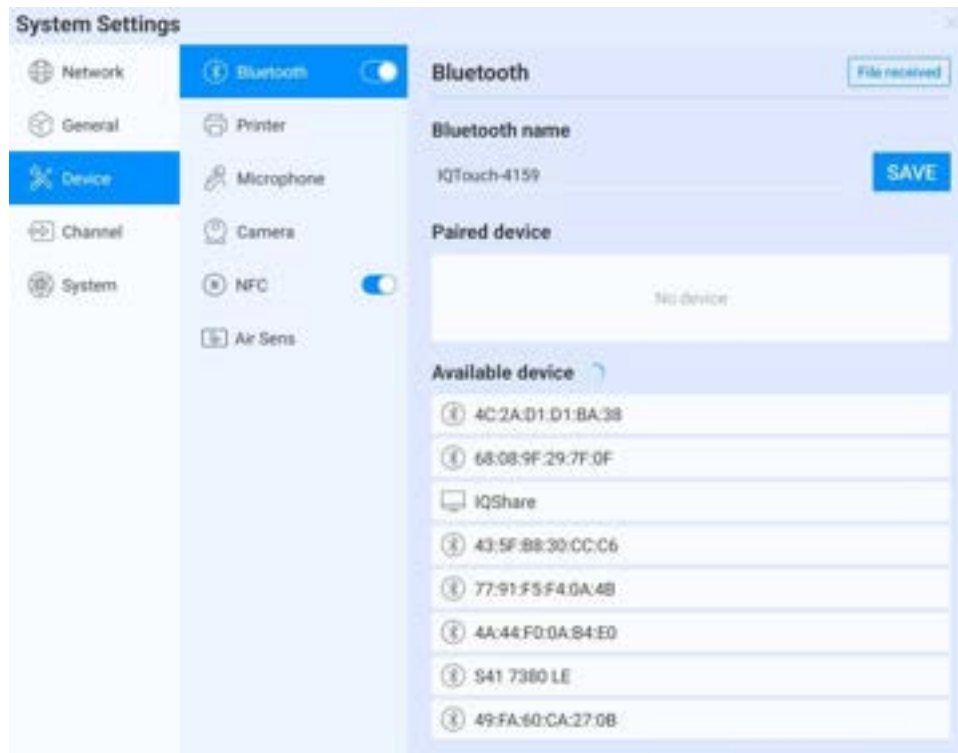 System Settings
Network
General
Device
Channel
System
Bluetooth
Printer
Microphone
Camera
NFC
Air Sens
Bluetooth
File received
Bluetooth name
IQTouch-4159
SAVE
Paired device
No device
Available device
4C:2A:D1:D1:BA:38
68:08:9F:29:7F:0F
IQShare
43:5F:B8:30:CC:C6
77:91:F5:F4:0A:4B
4A:44:F0:0A:B4:E0
S41 7380 LE
49:FA:60:CA:27:0B